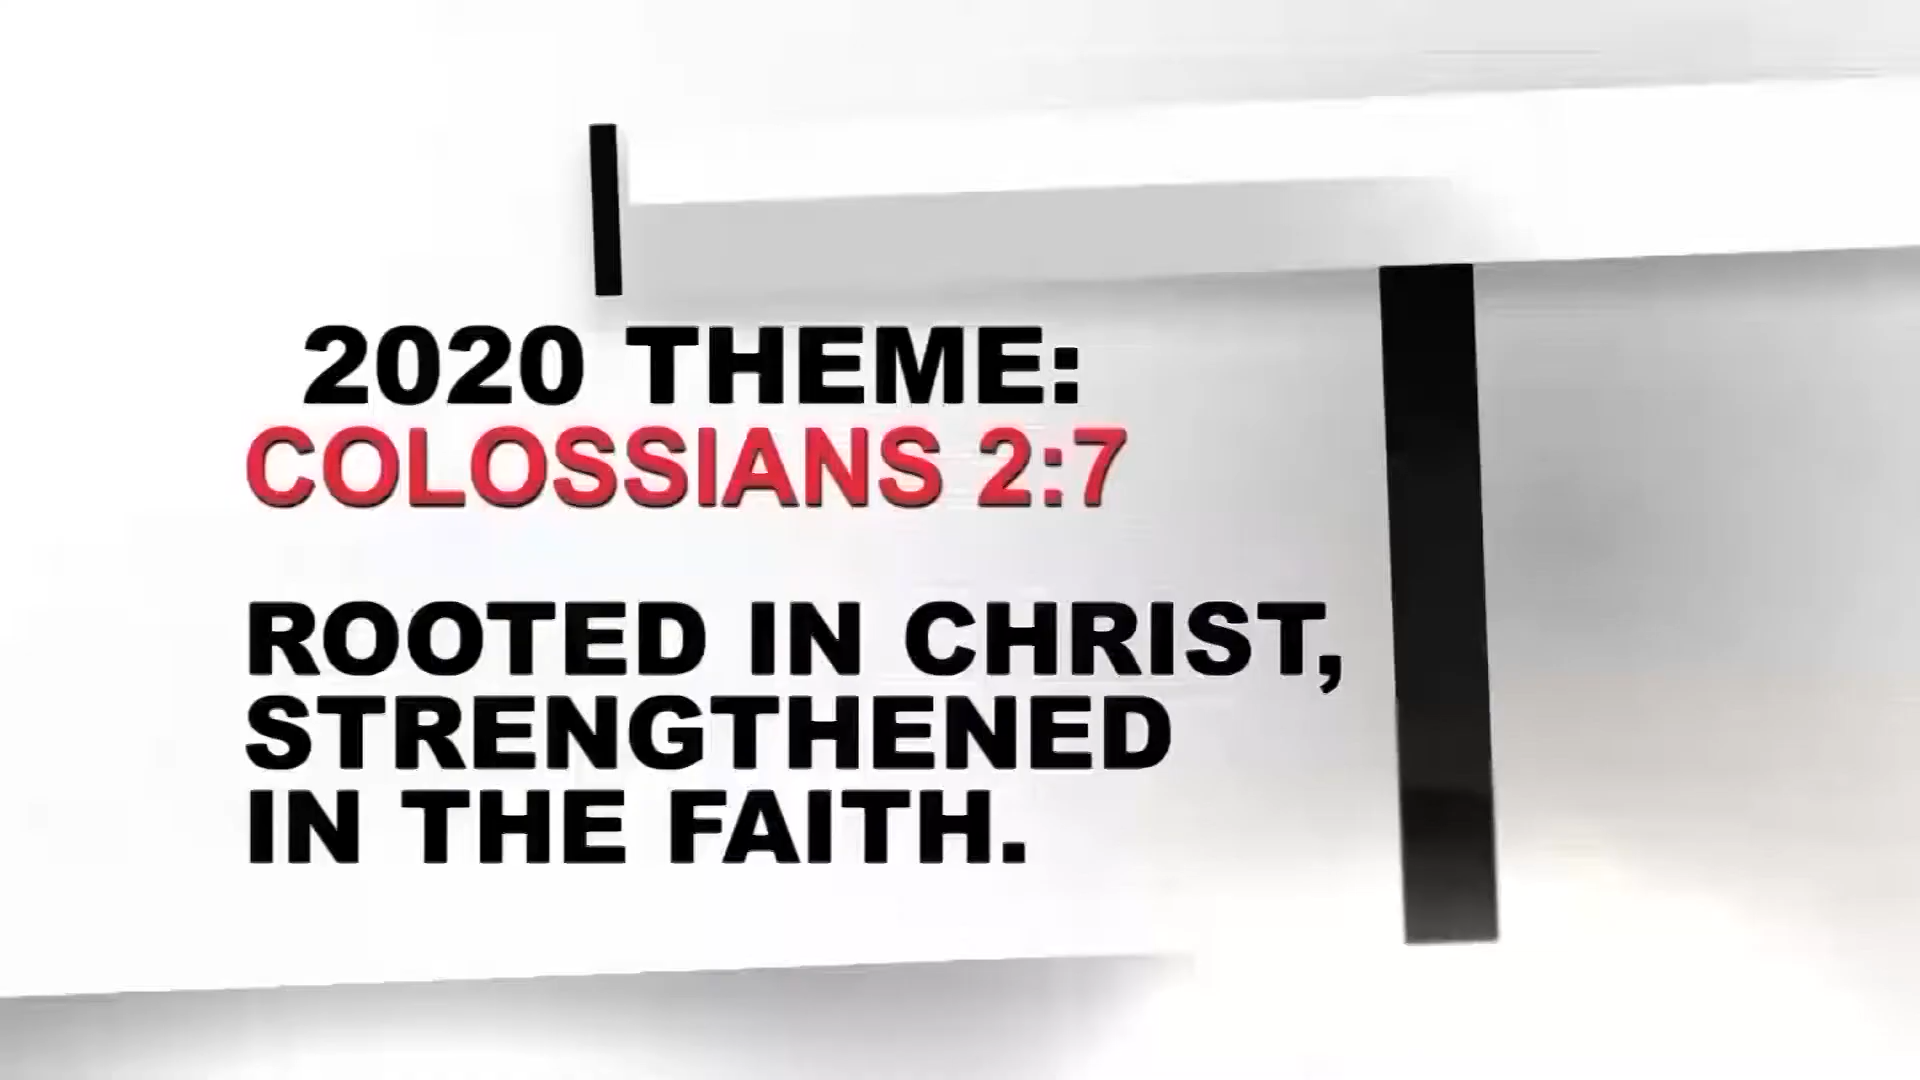 2020 THEME:
COLOSSIANS 2:7
ROOTED IN CHRIST,
STRENGTHENED
IN THE FAITH.